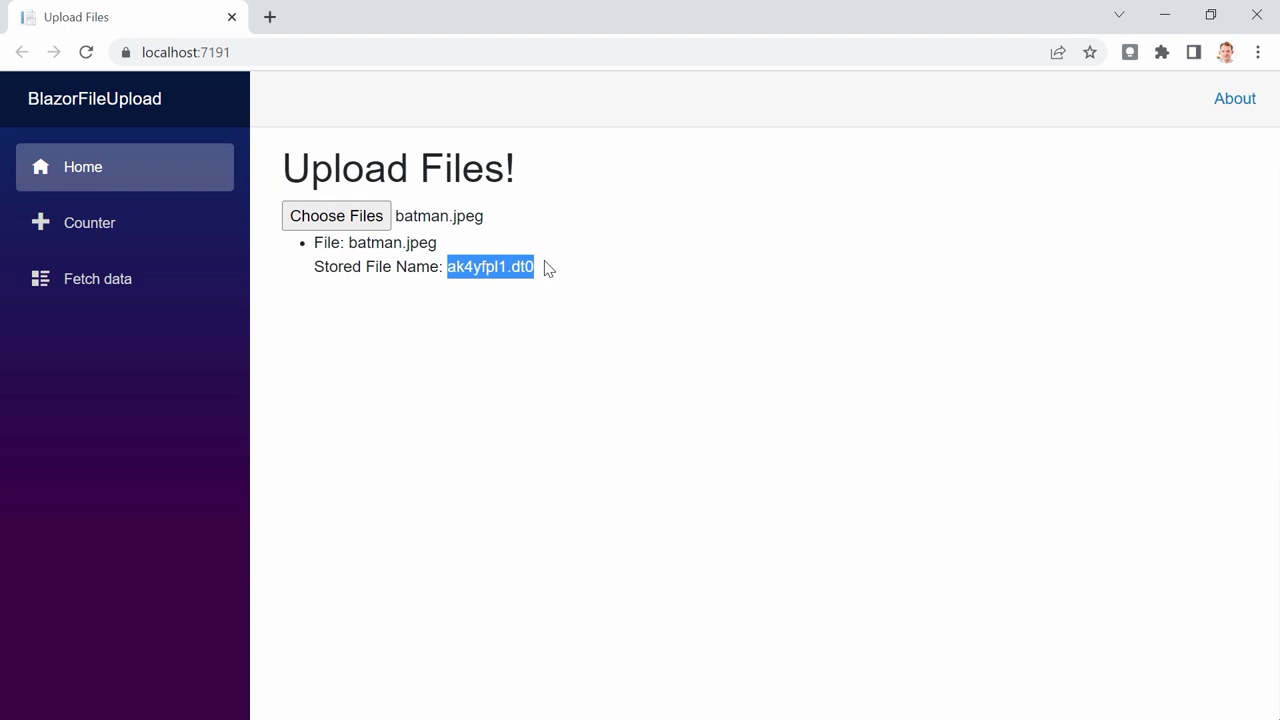 Upload Files
localhost:7191
BlazorFileUpload
About
Home
Counter
Fetch data
Upload Files!
Choose Files batman.jpeg
• File: batman.jpeg
Stored File Name: ak4yfpl1.dt0